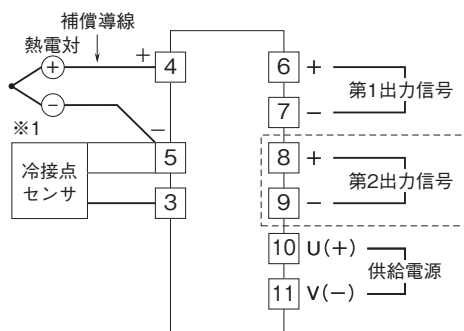 補償導線
熱電対
+
−
+
4
−
※1
冷接点
センサ
5
3
6 +
7 −
第1出力信号
8 +
9 −
第2出力信号
10 U(+)
11 V(−)
供給電源